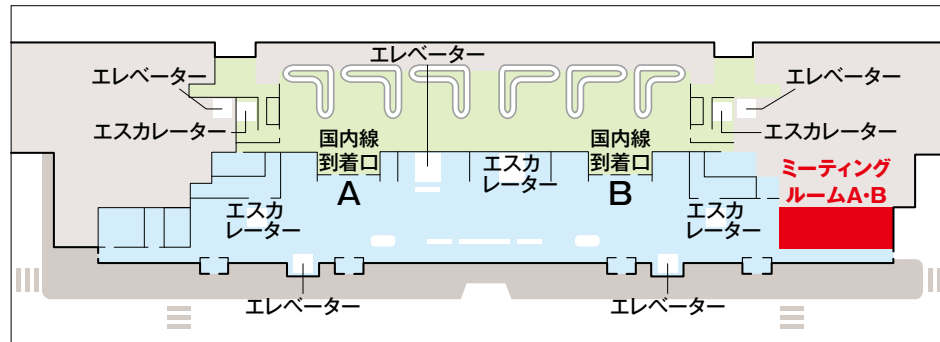 エレベーター
エレベーター
エレベーター
エスカレーター
エスカレーター
国内線
到着口
A
エスカ
レーター
国内線
到着口
B
ミーティング
ルームA・B
エスカ
レーター
エスカ
レーター
エレベーター
エレベーター